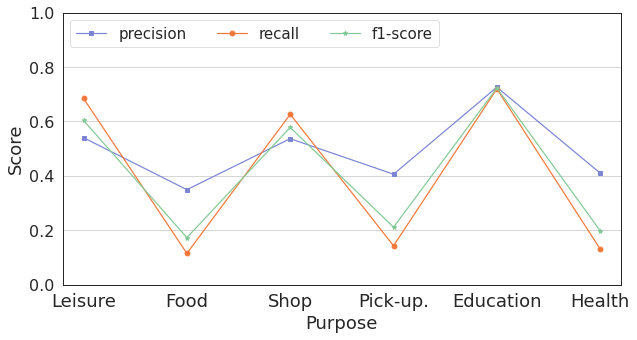 1.0
precision recall f1-score
0.8
0.6
0.4
0.2
0.0
Score
Leisure Food Shop Pick-up. Education Health
Purpose